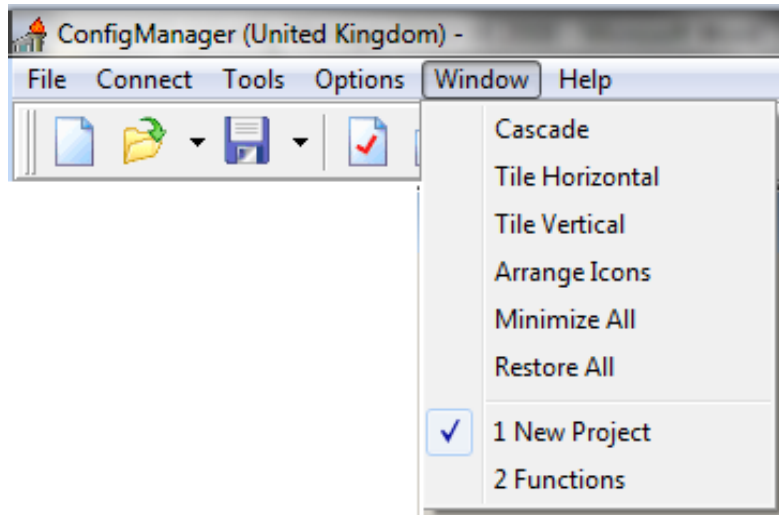 ConfigManager (United Kingdom) -
File Connect Tools Options Window Help
Cascade
Tile Horizontal
Tile Vertical
Arrange Icons
Minimize All
Restore All
1 New Project
2 Functions